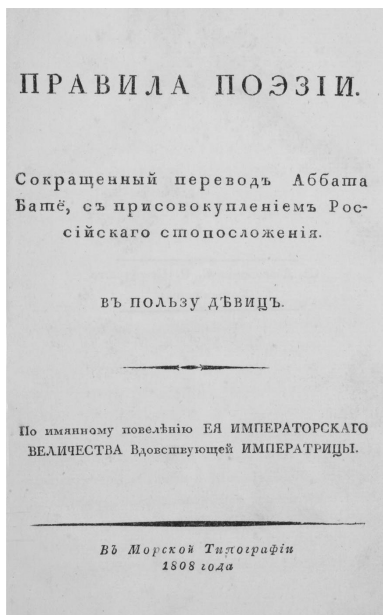 ПРАВИЛА ПОЭЗІИ.
Сокращенный переводъ Аббата
Батё, съ присовокупленіемъ Рос-
сійскаго стопосложенія.
въ пользу дѣвицъ.
По имянному повелѣнію ЕЯ ИМПЕРАТОРСКАГО
ВЕЛИЧЕСТВА Вдовствующей ИМПЕРАТРИЦЫ.
Въ Морской Типографіи
1808 года